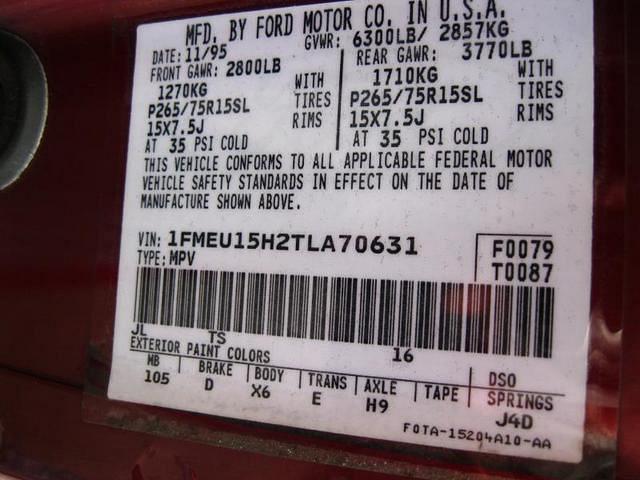 MFD. BY FORD MOTOR CO. IN U.S.A.
DATE: 11/95 GVWR: 6300LB/ 2857KG
FRONT GAWR: 2800LB REAR GAWR: 3770LB
1270KG WITH 1710KG WITH
P265/75R15SL TIRES P265/75R15SL TIRES
15X7.5J RIMS 15X7.5J RIMS
AT 35 PSI COLD AT 35 PSI COLD
THIS VEHICLE CONFORMS TO ALL APPLICABLE FEDERAL MOTOR
VEHICLE SAFETY STANDARDS IN EFFECT ON THE DATE OF
MANUFACTURE SHOWN ABOVE.
VIN: 1FMEU15H2TLA70631 F0079
TYPE: MPV T0087
JL TS 16
EXTERIOR PAINT COLORS
MB BRAKE BODY TRANS AXLE TAPE DSO SPRINGS
105 D X6 E H9 J4D
F0TA-15204A10-AA